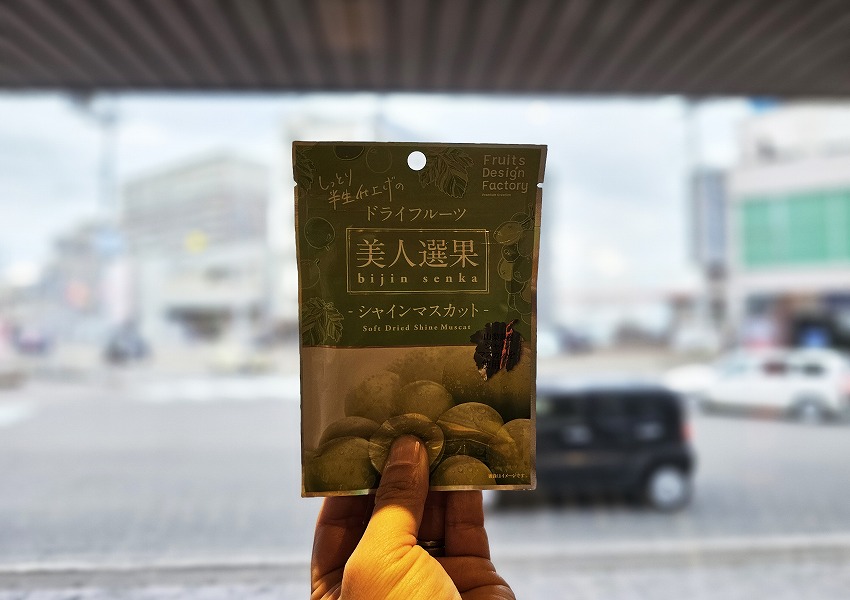 Fruits
Design
Factory
しっとり
半生仕上げの
ドライフルーツ
美人選果
bijin senka
-シャインマスカット-
Soft Dried Shine Muscat